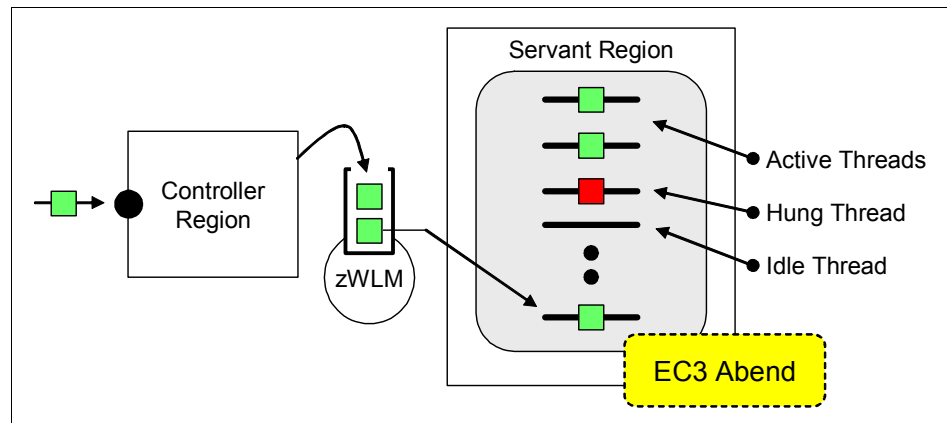 Servant Region
Controller
Region
zWLM
Active Threads
Hung Thread
Idle Thread
EC3 Abend